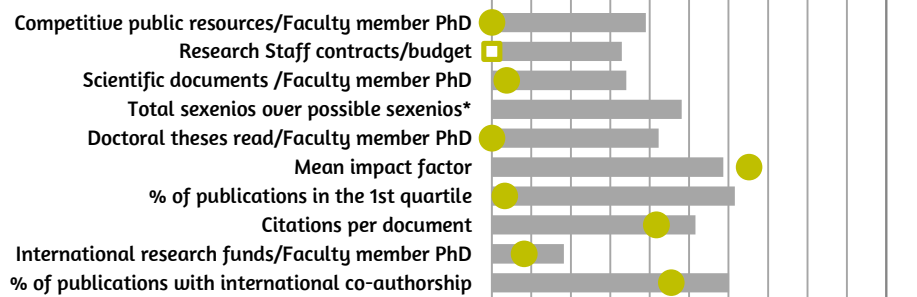 Competitive public resources/Faculty member PhD
Research Staff contracts/budget
Scientific documents /Faculty member PhD
Total sexenios over possible sexenios*
Doctoral theses read/Faculty member PhD
Mean impact factor
% of publications in the 1st quartile
Citations per document
International research funds/Faculty member PhD
% of publications with international co-authorship